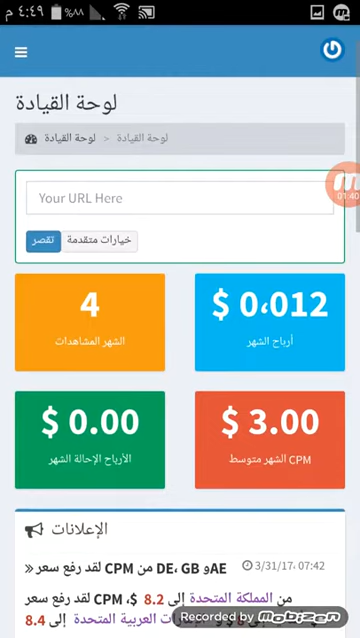 ٤:٤٩ م ٨٨%
لوحة القيادة
لوحة القيادة > لوحة القيادة
Your URL Here
تقصر خيارات متقدمة
01:40
4
الشهر المشاهدات
$ 0،012
أرباح الشهر
$ 0.00
الأرباح الإحالة الشهر
$ 3.00
CPM الشهر متوسط
الإعلانات
لقد رفع سعر CPM من DE، GB وAE
3/31/17، 07:42
لقد رفع سعر CPM، $ 8.2 من المملكة المتحدة إلى
العربية المتحدة إلى 8.4
Recorded by Mobizen